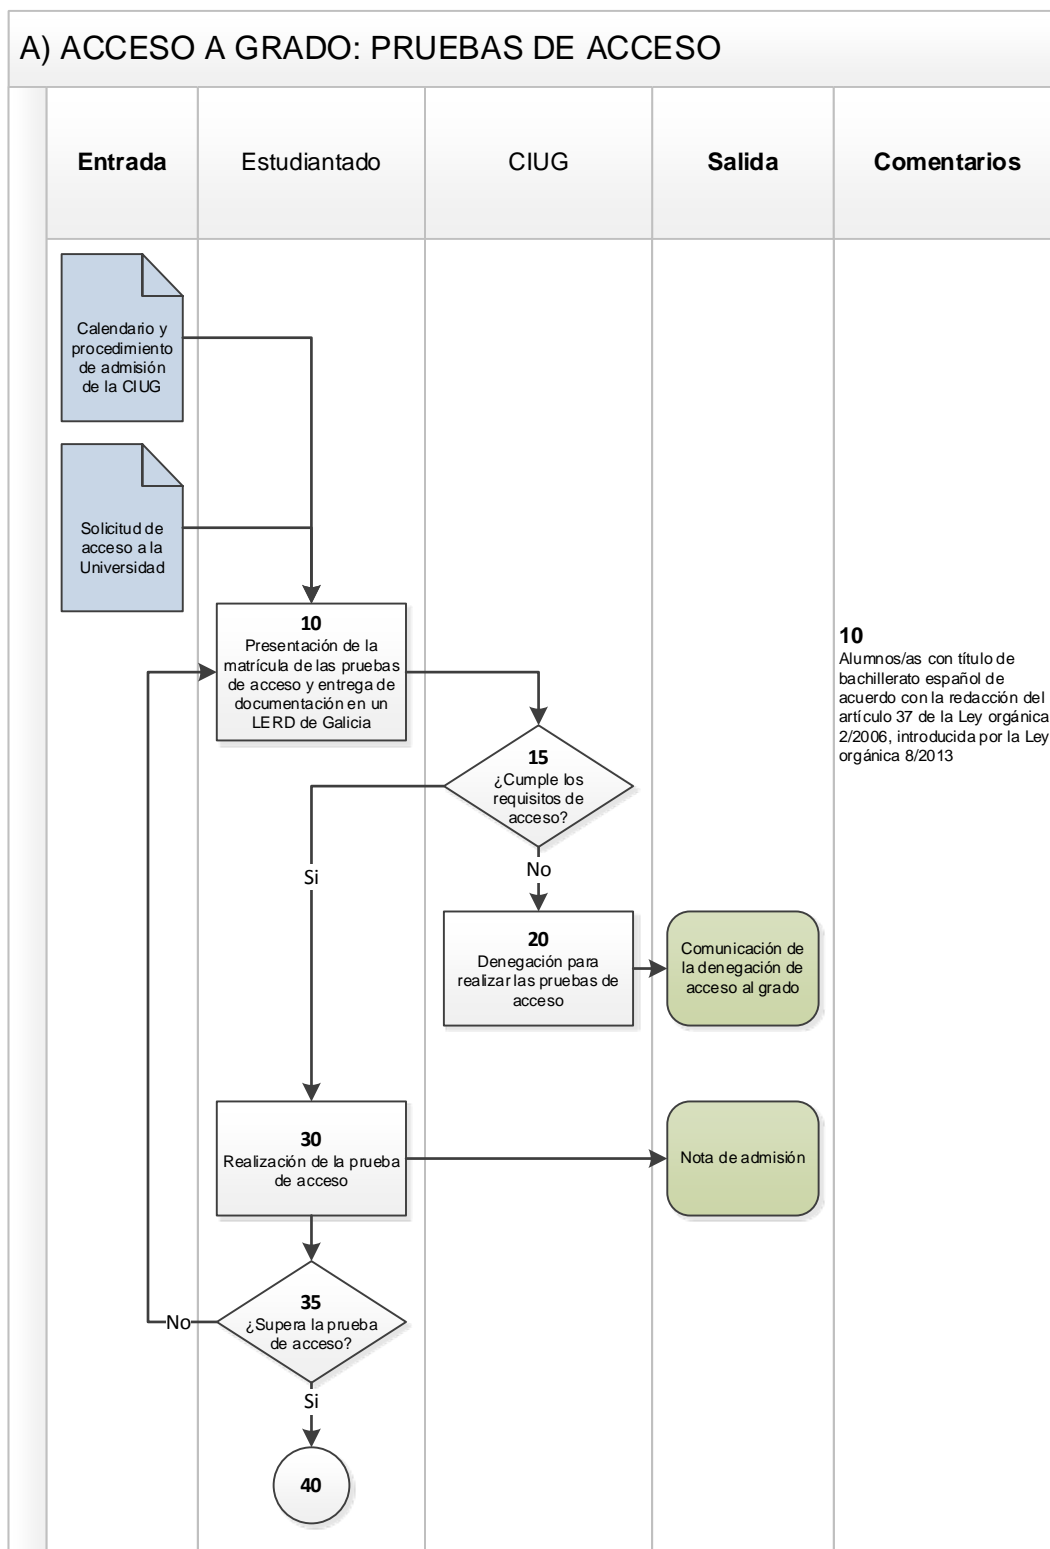 A) ACCESO A GRADO: PRUEBAS DE ACCESO
Entrada
Estudiantado
CIUG
Salida
Comentarios
Calendario y
procedimiento
de admisión
de la CIUG
Solicitud de
acceso a la
Universidad
10
Presentación de la
matrícula de las pruebas
de acceso y entrega de
documentación en un
LERD de Galicia
10
Alumnos/as con título de
bachillerato español de
acuerdo con la redacción del
artículo 37 de la Ley orgánica
2/2006, introducida por la Ley
orgánica 8/2013
15
¿Cumple los
requisitos de
acceso?
Si
No
20
Denegación para
realizar las pruebas de
acceso
Comunicación de
la denegación de
acceso al grado
30
Realización de la prueba
de acceso
Nota de admisión
35
¿Supera la prueba
de acceso?
No
Si
40